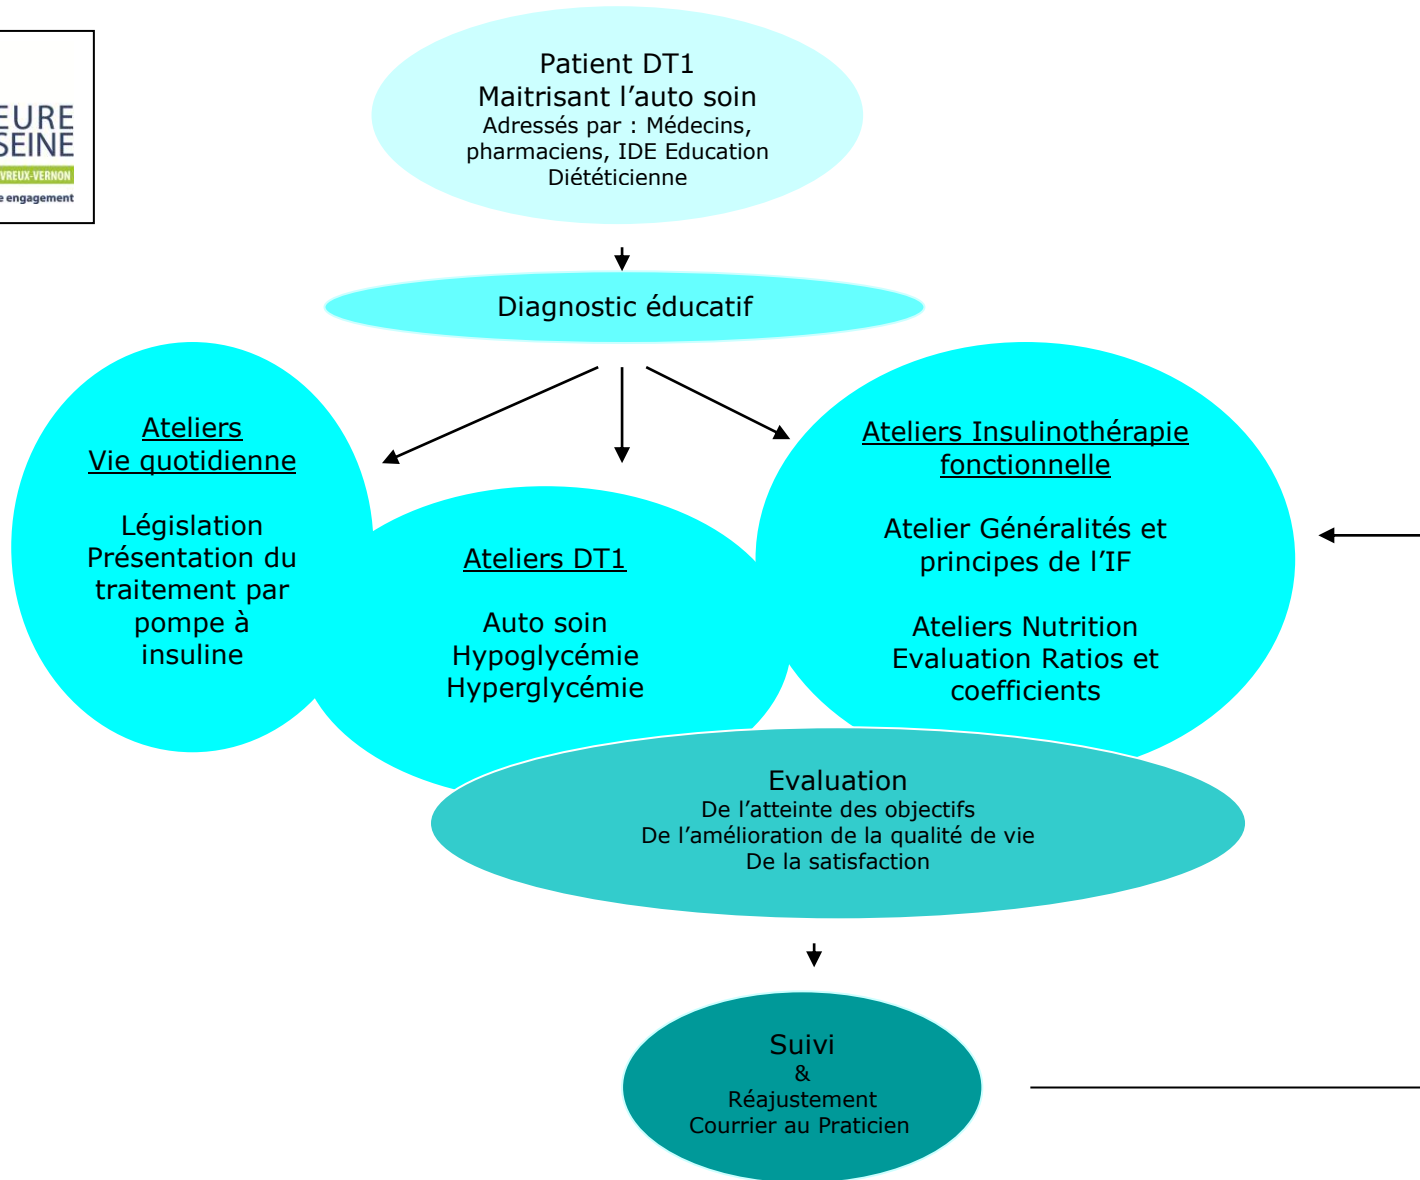 EURE
SEINE
VREUX-VERNON
e engagement
Patient DT1
Maitrisant l’auto soin
Adressés par : Médecins,
pharmaciens, IDE Education
Diététicienne
Diagnostic éducatif
Ateliers
Vie quotidienne
Législation
Présentation du
traitement par
pompe à
insuline
Ateliers DT1
Auto soin
Hypoglycémie
Hyperglycémie
Ateliers Insulinothérapie
fonctionnelle
Atelier Généralités et
principes de l’IF
Ateliers Nutrition
Evaluation Ratios et
coefficients
Evaluation
De l’atteinte des objectifs
De l’amélioration de la qualité de vie
De la satisfaction
Suivi
&
Réajustement
Courrier au Praticien